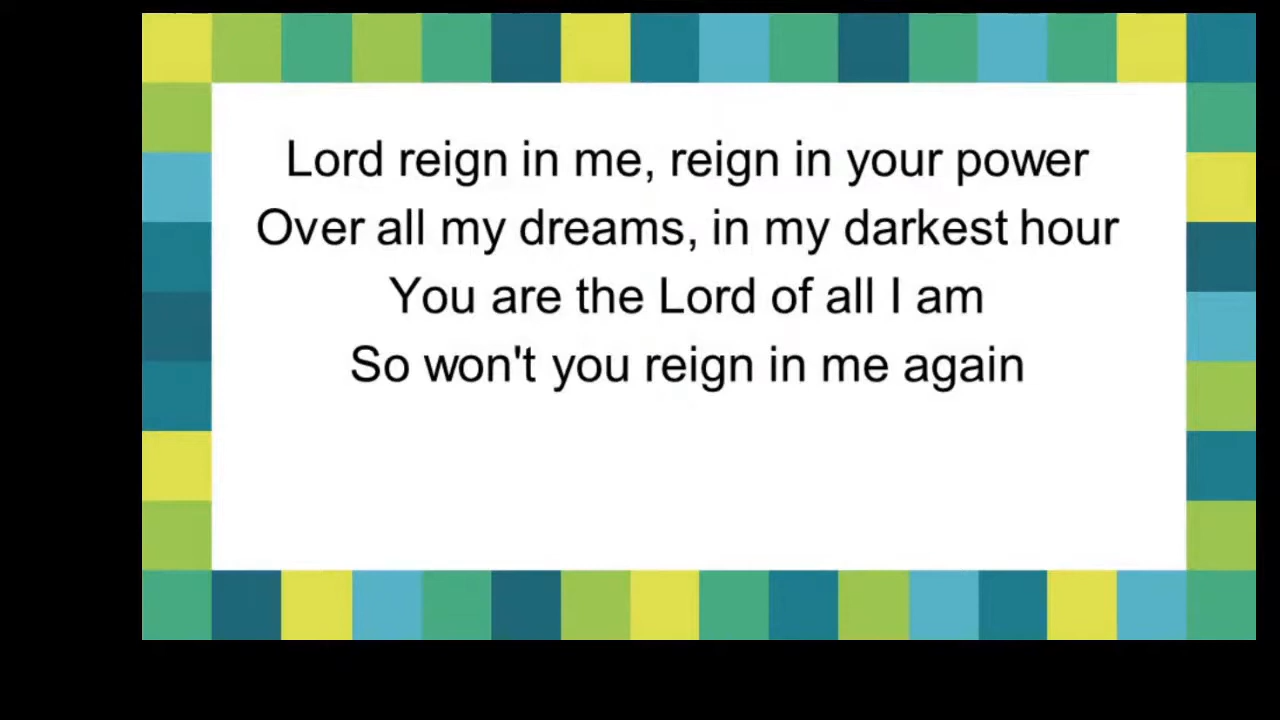 Lord reign in me, reign in your power
Over all my dreams, in my darkest hour
You are the Lord of all I am
So won't you reign in me again